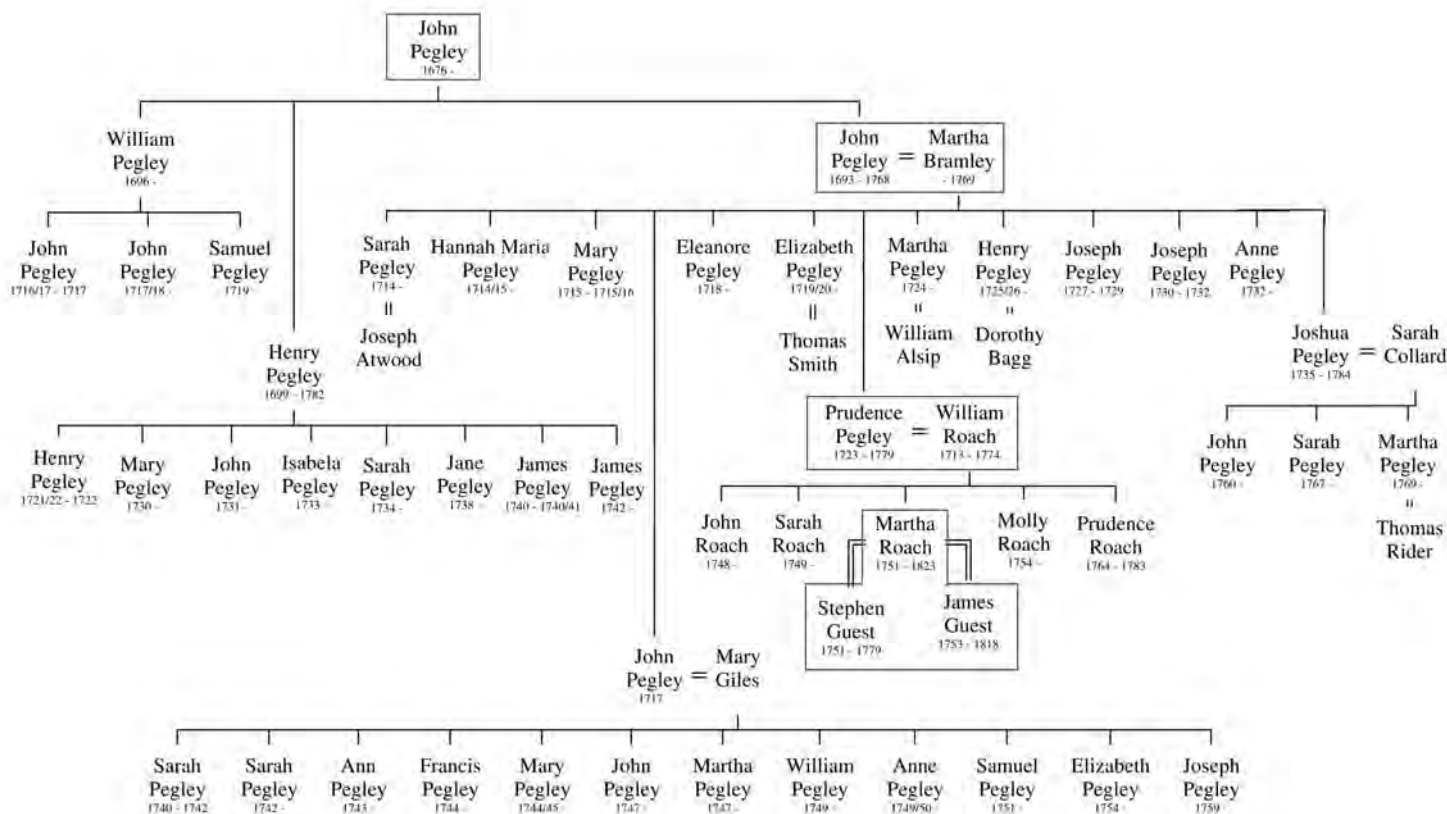 John
Pegley
1676 -
William
Pegley
1696 -
John
Pegley
1693 - 1768
=
Martha
Bramley
- 1769
John
Pegley
1716/17 - 1717
John
Pegley
1717/18 -
Samuel
Pegley
1719 -
Sarah
Pegley
1714 -
=
Joseph
Atwood
Hannah Maria
Pegley
1714/15 -
Mary
Pegley
1715 - 1715/16
Eleanore
Pegley
1718 -
Elizabeth
Pegley
1719/20 -
=
Thomas
Smith
Martha
Pegley
1724 -
=
William
Alsip
Henry
Pegley
1725/26 -
=
Dorothy
Bagg
Joseph
Pegley
1727 - 1729
Joseph
Pegley
1730 - 1732
Anne
Pegley
1732 -
Joshua
Pegley
1735 - 1784
=
Sarah
Collard
Henry
Pegley
1699 - 1782
Prudence
Pegley
1723 - 1779
=
William
Roach
1713 - 1774
John
Pegley
1760 -
Sarah
Pegley
1767 -
Martha
Pegley
1769 -
=
Thomas
Rider
Henry
Pegley
1721/22 - 1722
Mary
Pegley
1730 -
John
Pegley
1731 -
Isabela
Pegley
1733 -
Sarah
Pegley
1734 -
Jane
Pegley
1738 -
James
Pegley
1740 - 1740/41
James
Pegley
1742 -
John
Roach
1748 -
Sarah
Roach
1749 -
Martha
Roach
1751 - 1823
Molly
Roach
1754 -
Prudence
Roach
1764 - 1783
Stephen
Guest
1751 - 1779
James
Guest
1753 - 1818
John
Pegley
1717
=
Mary
Giles
Sarah
Pegley
1740 - 1742
Sarah
Pegley
1742 -
Ann
Pegley
1743 -
Francis
Pegley
1744 -
Mary
Pegley
1744/45 -
John
Pegley
1747 -
Martha
Pegley
1747 -
William
Pegley
1749 -
Anne
Pegley
1749/50 -
Samuel
Pegley
1751 -
Elizabeth
Pegley
1754 -
Joseph
Pegley
1759 -